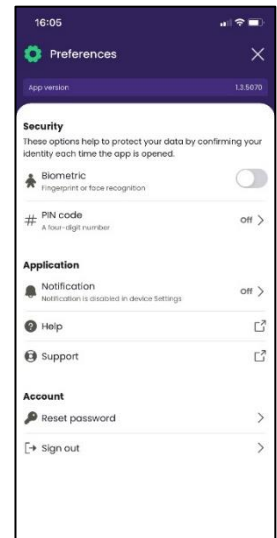 16:05
Preferences
App version 1.3.5070
Security
These options help to protect your data by confirming your
identity each time the app is opened.
Biometric
Fingerprint or face recognition
PIN code
A four-digit number
Off
Application
Notification
Notification is disabled in device Settings
Off
Help
Support
Account
Reset password
Sign out